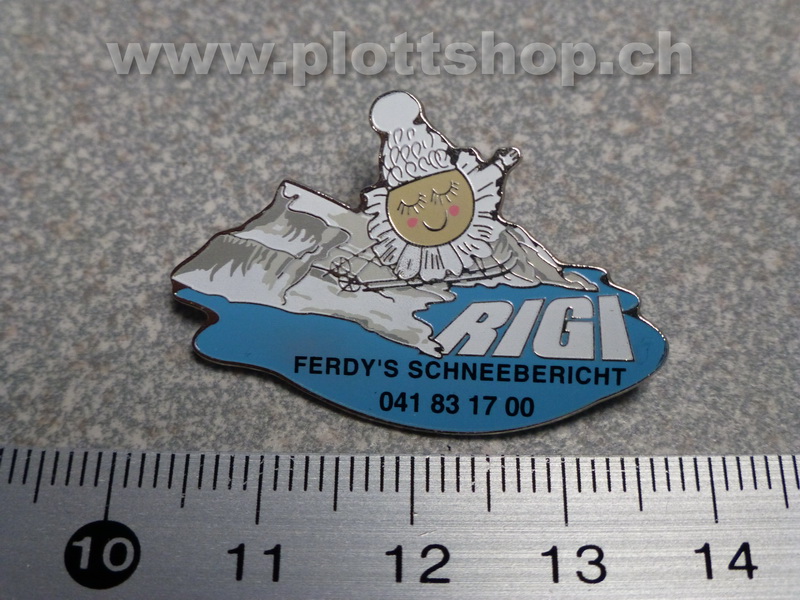 www.plottshop.ch
RIGI
FERDY'S SCHNEEBERICHT
041 83 17 00
10 11 12 13 14